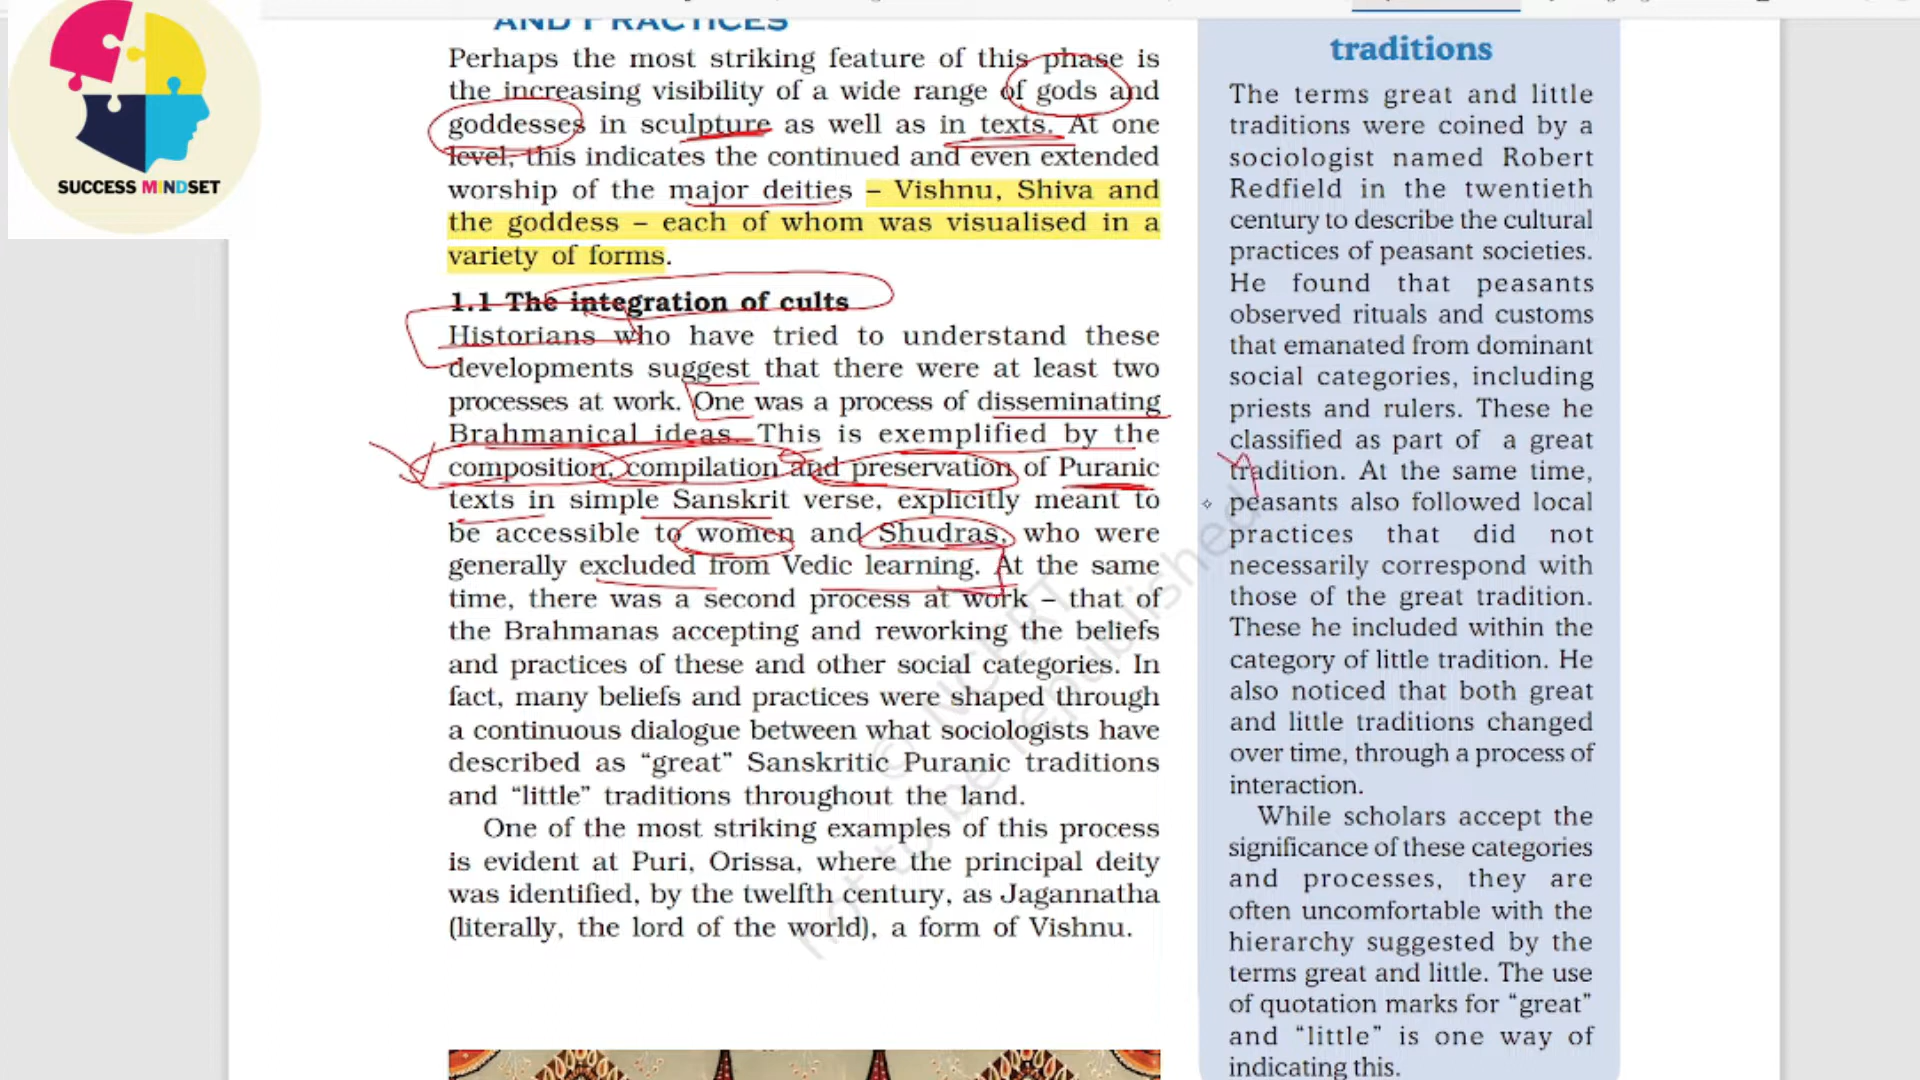 SUCCESS MINDSET
AND PRACTICES
Perhaps the most striking feature of this phase is
the increasing visibility of a wide range of gods and
goddesses in sculpture as well as in texts. At one
level, this indicates the continued and even extended
worship of the major deities – Vishnu, Shiva and
the goddess – each of whom was visualised in a
variety of forms.
1.1 The integration of cults
Historians who have tried to understand these
developments suggest that there were at least two
processes at work. One was a process of disseminating
Brahmanical ideas. This is exemplified by the
composition, compilation and preservation of Puranic
texts in simple Sanskrit verse, explicitly meant to
be accessible to women and Shudras, who were
generally excluded from Vedic learning. At the same
time, there was a second process at work – that of
the Brahmanas accepting and reworking the beliefs
and practices of these and other social categories. In
fact, many beliefs and practices were shaped through
a continuous dialogue between what sociologists have
described as “great” Sanskritic Puranic traditions
and “little” traditions throughout the land.
One of the most striking examples of this process
is evident at Puri, Orissa, where the principal deity
was identified, by the twelfth century, as Jagannatha
(literally, the lord of the world), a form of Vishnu.
traditions
The terms great and little
traditions were coined by a
sociologist named Robert
Redfield in the twentieth
century to describe the cultural
practices of peasant societies.
He found that peasants
observed rituals and customs
that emanated from dominant
social categories, including
priests and rulers. These he
classified as part of a great
tradition. At the same time,
peasants also followed local
practices that did not
necessarily correspond with
those of the great tradition.
These he included within the
category of little tradition. He
also noticed that both great
and little traditions changed
over time, through a process of
interaction.
While scholars accept the
significance of these categories
and processes, they are
often uncomfortable with the
hierarchy suggested by the
terms great and little. The use
of quotation marks for “great”
and “little” is one way of
indicating this.
© NCERT
not to be republished